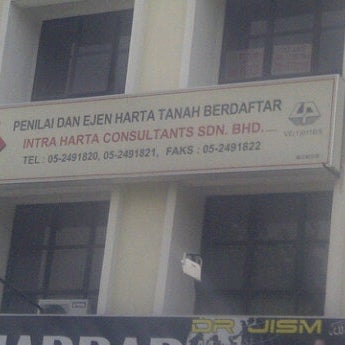 PENILAI DAN EJEN HARTA TANAH BERDAFTAR
INTRA HARTA CONSULTANTS SDN. BHD.
TEL : 05-2491820, 05-2491821, FAKS : 05-2491822
DR JISM